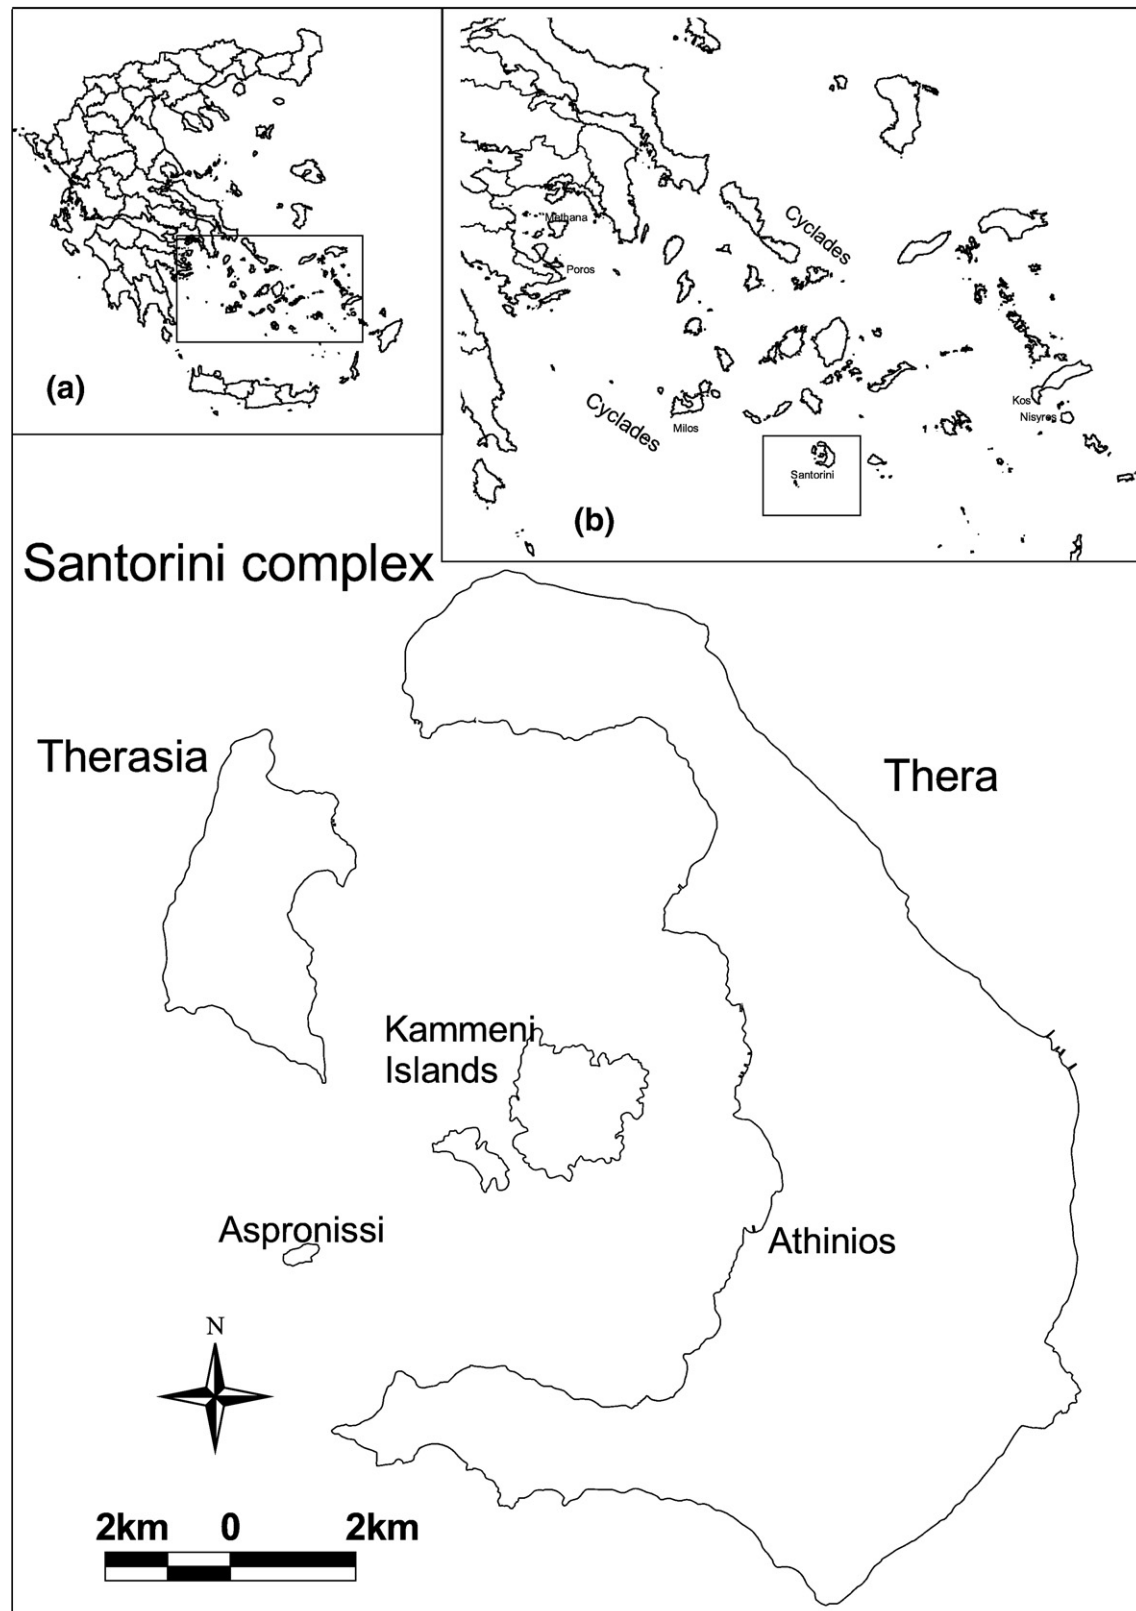 (a)
Methana
Poros
Cyclades
Cyclades
Milos
Kos
Nisyros
Santorini
(b)
Santorini complex
Therasia
Thera
Kammeni
Islands
Aspronissi
Athinios
N
2km 0 2km